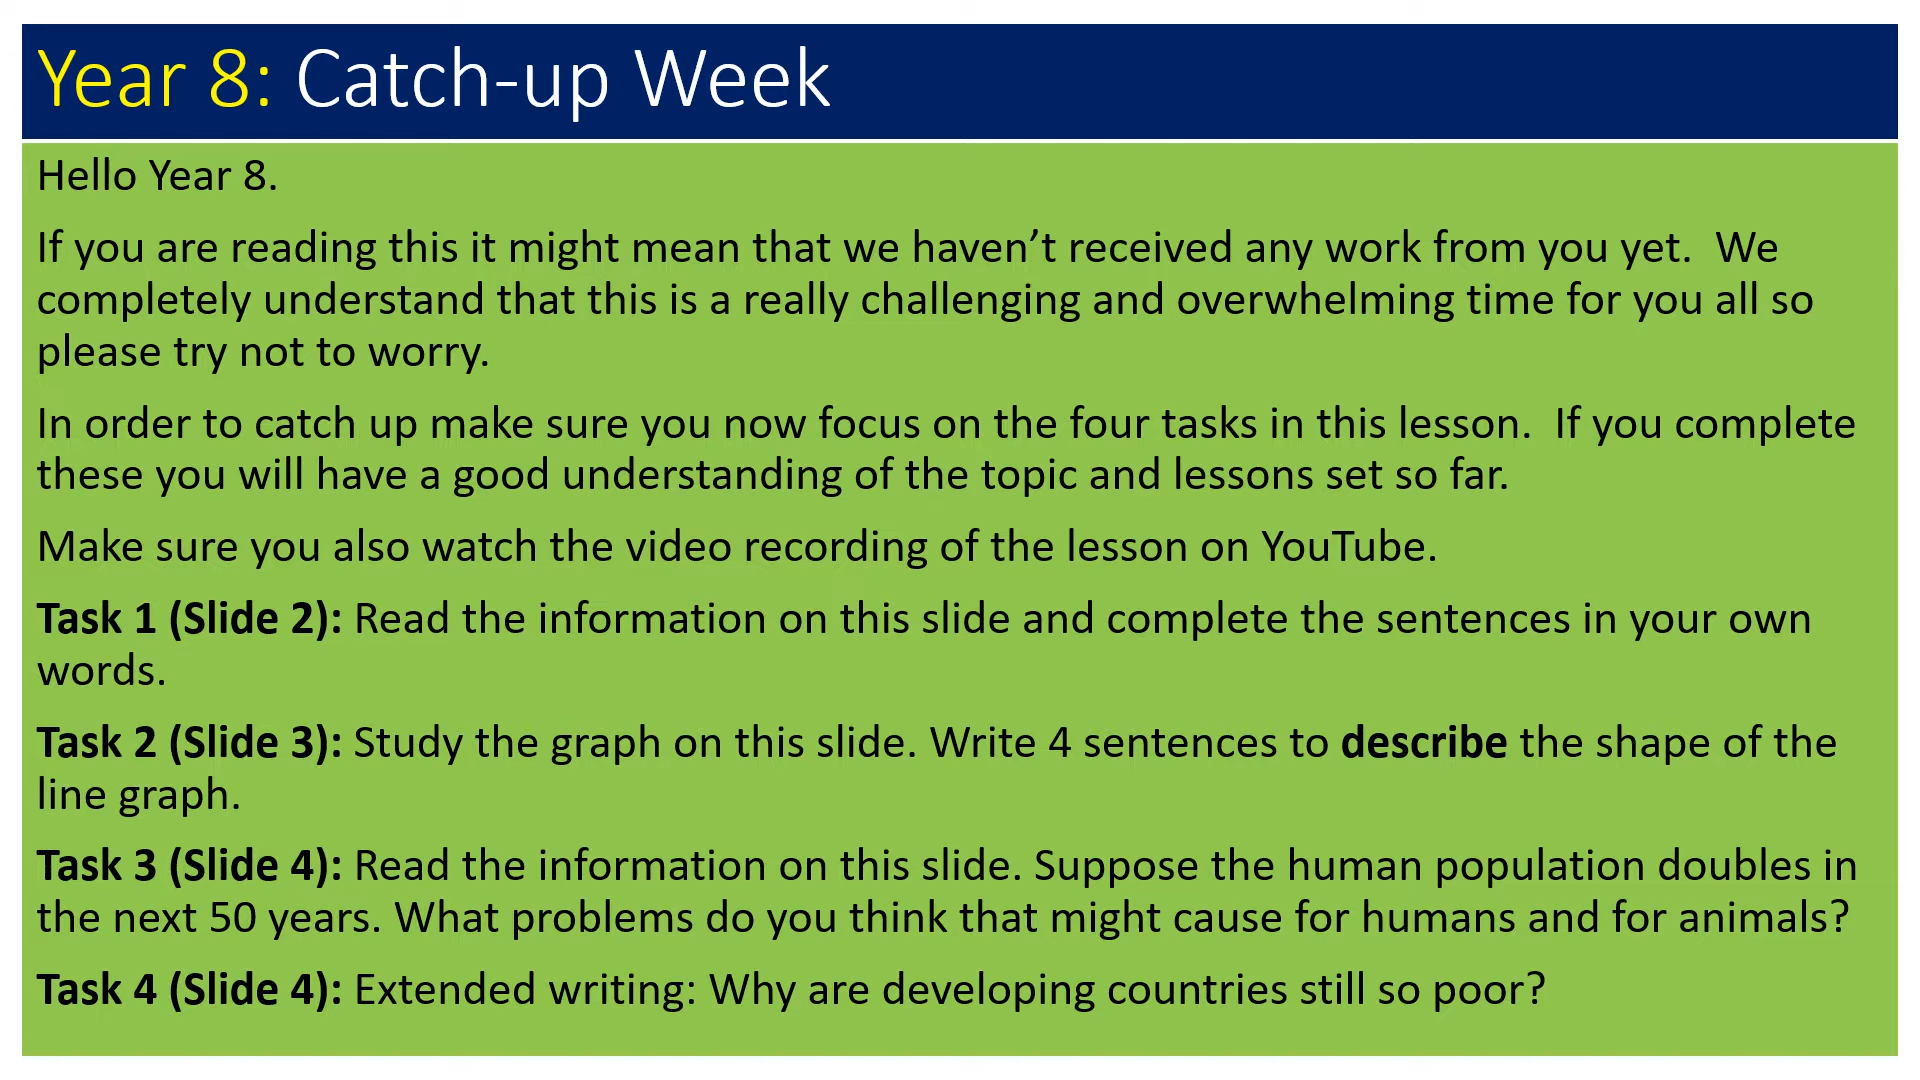 Year 8: Catch-up Week
Hello Year 8.
If you are reading this it might mean that we haven’t received any work from you yet.  We
completely understand that this is a really challenging and overwhelming time for you all so
please try not to worry.
In order to catch up make sure you now focus on the four tasks in this lesson.  If you complete
these you will have a good understanding of the topic and lessons set so far.
Make sure you also watch the video recording of the lesson on YouTube.
Task 1 (Slide 2): Read the information on this slide and complete the sentences in your own
words.
Task 2 (Slide 3): Study the graph on this slide. Write 4 sentences to describe the shape of the
line graph.
Task 3 (Slide 4): Read the information on this slide. Suppose the human population doubles in
the next 50 years. What problems do you think that might cause for humans and for animals?
Task 4 (Slide 4): Extended writing: Why are developing countries still so poor?